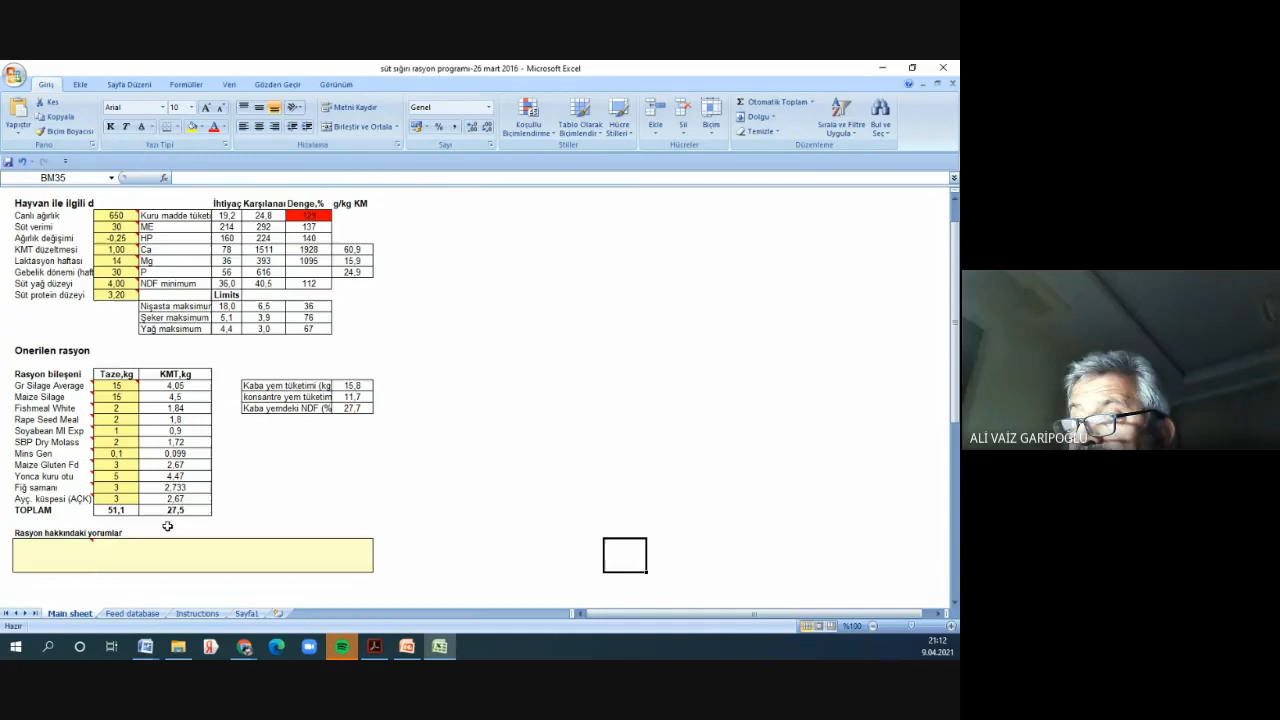 süt sığırı rasyon programı-26 mart 2016 - Microsoft Excel
Giriş Ekle Sayfa Düzeni Formüller Veri Gözden Geçir Görünüm
Yapıştır Kes Kopyala Biçim Boyacısı Pano
Arial 10 K T A Yazı Tipi
Metni Kaydır Birleştir ve Ortala Hizalama
Genel % Sayı
Koşullu Biçimlendirme Tablo Olarak Biçimlendir Hücre Stilleri Stiller
Ekle Sil Biçim Hücreler
Σ Otomatik Toplam Dolgu Temizle Sırala ve Filtre Uygula Bul ve Seç Düzenleme
BM35 fx
Hayvan ile ilgili d İhtiyaç Karşılanan Denge,% g/kg KM
Canlı ağırlık 650 Kuru madde tüketi 19,2 24,8 129
Süt verimi 30 ME 214 292 137
Ağırlık değişimi -0,25 HP 160 224 140
KMT düzeltmesi 1,00 Ca 78 1511 1928 60,9
Laktasyon haftası 14 Mg 36 393 1095 15,9
Gebelik dönemi (haft 30 P 56 616 24,9
Süt yağ düzeyi 4,00 NDF minimum 36,0 40,5 112
Süt protein düzeyi 3,20 Limits
Nişasta maksimur 18,0 6,5 36
Şeker maksimum 5,1 3,9 76
Yağ maksimum 4,4 3,0 67
Onerilen rasyon
Rasyon bileşeni Taze,kg KMT,kg
Gr Silage Average 15 4,05 Kaba yem tüketimi (kg 15,8
Maize Silage 15 4,5 konsantre yem tüketim 11,7
Fishmeal White 2 1,84 Kaba yemdeki NDF (% 27,7
Rape Seed Meal 2 1,8
Soyabean Ml Exp 1 0,9
SBP Dry Molass 2 1,72
Mins Gen 0,1 0,099
Maize Gluten Fd 3 2,67
Yonca kuru otu 5 4,47
Fiğ samanı 3 2,733
Ayç. küspesi (AÇK) 3 2,67
TOPLAM 51,1 27,5
Rasyon hakkındaki yorumlar
Main sheet Feed database Instructions Sayfa1
Hazır %100
21:12
9.04.2021
ALİ VAİZ GARİPOĞLU